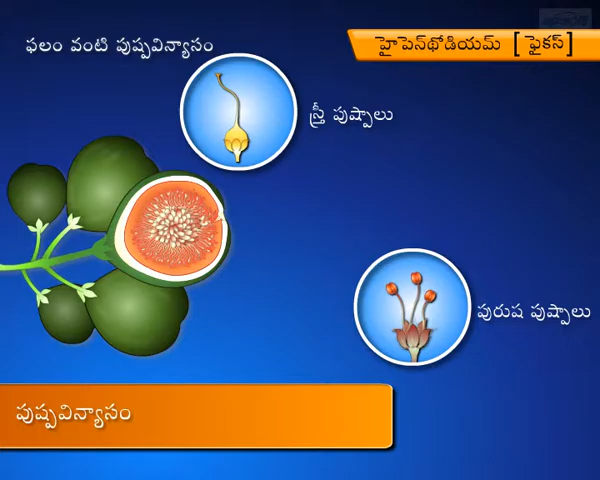 ఫలం వంటి పుష్పవిన్యాసం
హైపెన్‌థోడియమ్ [ ఫైకస్ ]
స్త్రీ పుష్పాలు
పురుష పుష్పాలు
పుష్పవిన్యాసం